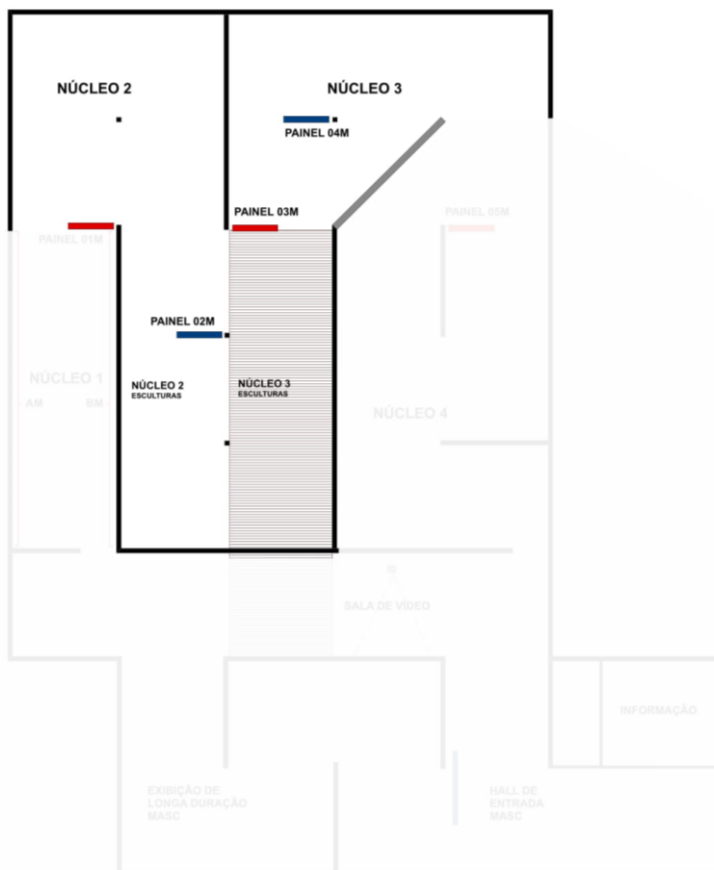 NÚCLEO 2
NÚCLEO 3
PAINEL 04M
PAINEL 03M
PAINEL 05M
PAINEL 01M
PAINEL 02M
NÚCLEO 1
AM
BM
NÚCLEO 2
ESCULTURAS
NÚCLEO 3
ESCULTURAS
NÚCLEO 4
SALA DE VÍDEO
INFORMAÇÃO
EXIBIÇÃO DE
LONGA DURAÇÃO
MASC
HALL DE
ENTRADA
MASC